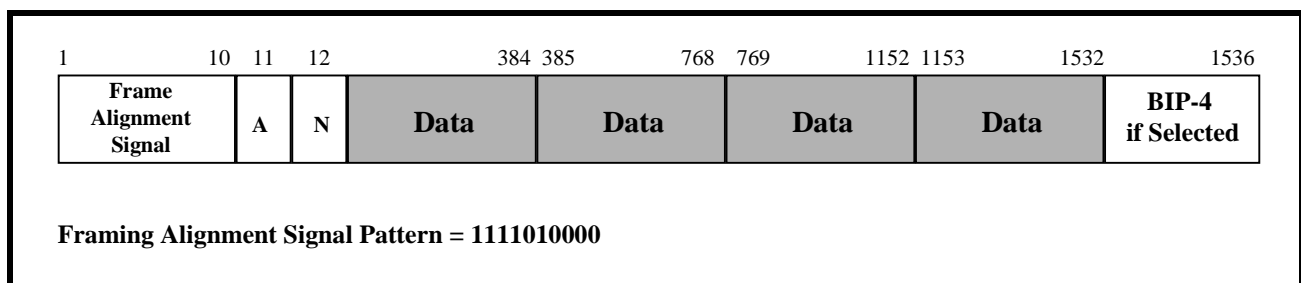 1 10 11 12 384 385 768 769 1152 1153 1532 1536
Frame
Alignment
Signal
A
N
Data
Data
Data
Data
BIP-4
if Selected
Framing Alignment Signal Pattern = 1111010000